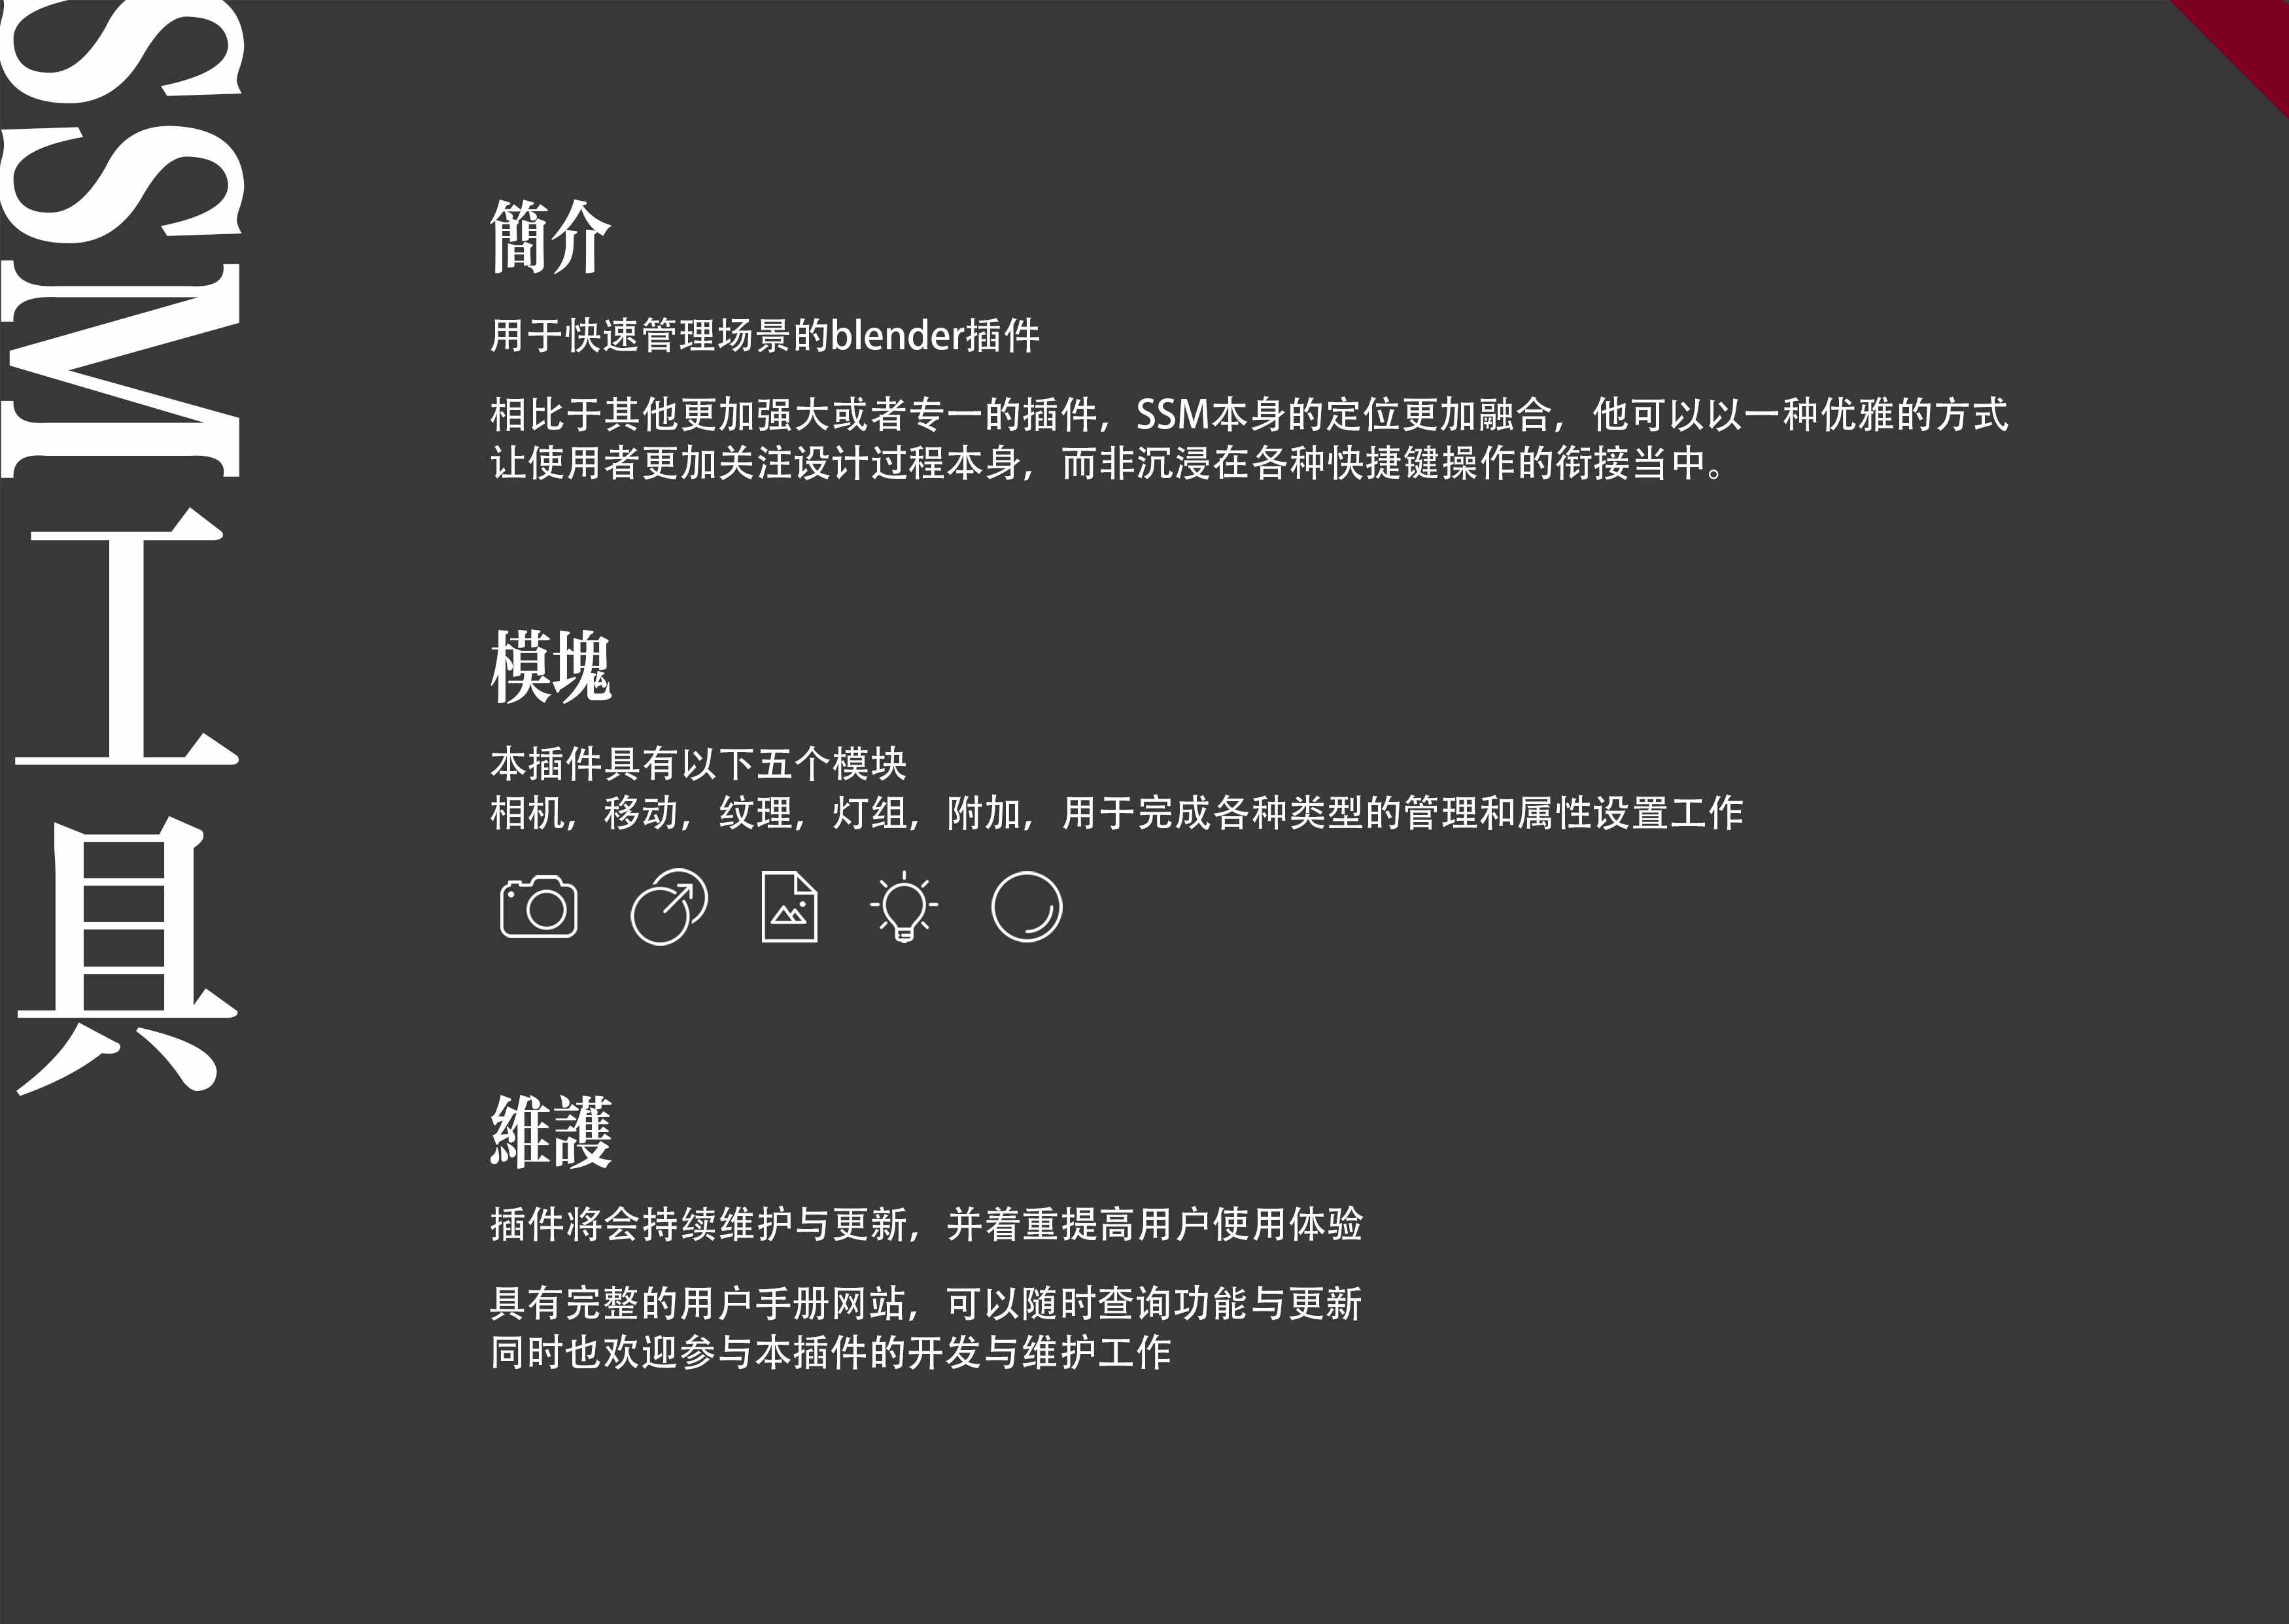 SSM工具
簡介
用于快速管理场景的blender插件
相比于其他更加强大或者专一的插件，SSM本身的定位更加融合，他可以以一种优雅的方式
让使用者更加关注设计过程本身，而非沉浸在各种快捷键操作的衔接当中。
模塊
本插件具有以下五个模块
相机，移动，纹理，灯组，附加，用于完成各种类型的管理和属性设置工作
維護
插件将会持续维护与更新，并着重提高用户使用体验
具有完整的用户手册网站，可以随时查询功能与更新
同时也欢迎参与本插件的开发与维护工作